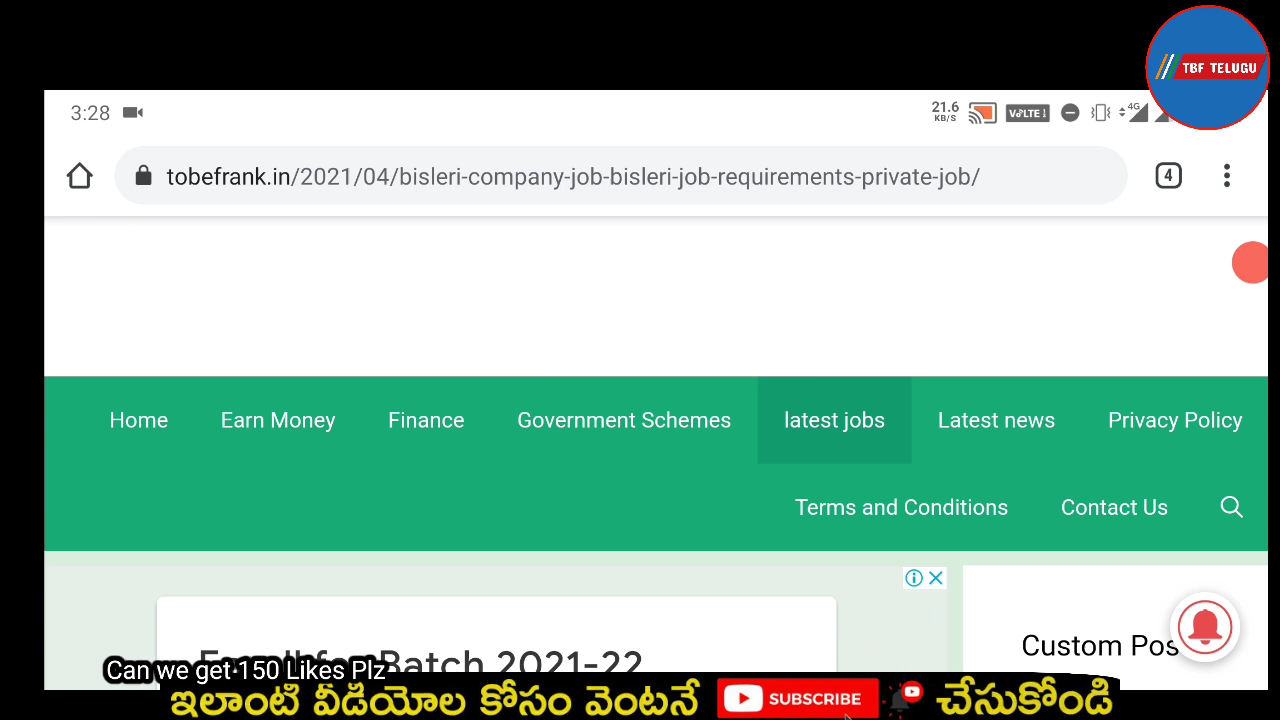 TBF TELUGU
3:28
21.6
KB/S
VoLTE 1
4G
tobefrank.in/2021/04/bisleri-company-job-bisleri-job-requirements-private-job/
4
Home Earn Money Finance Government Schemes latest jobs Latest news Privacy Policy
Terms and Conditions Contact Us
Batch 2021-22
Custom Pos
Can we get 150 Likes Plz
ఇలాంటి వీడియోల కోసం వెంటనే SUBSCRIBE చేసుకోండి